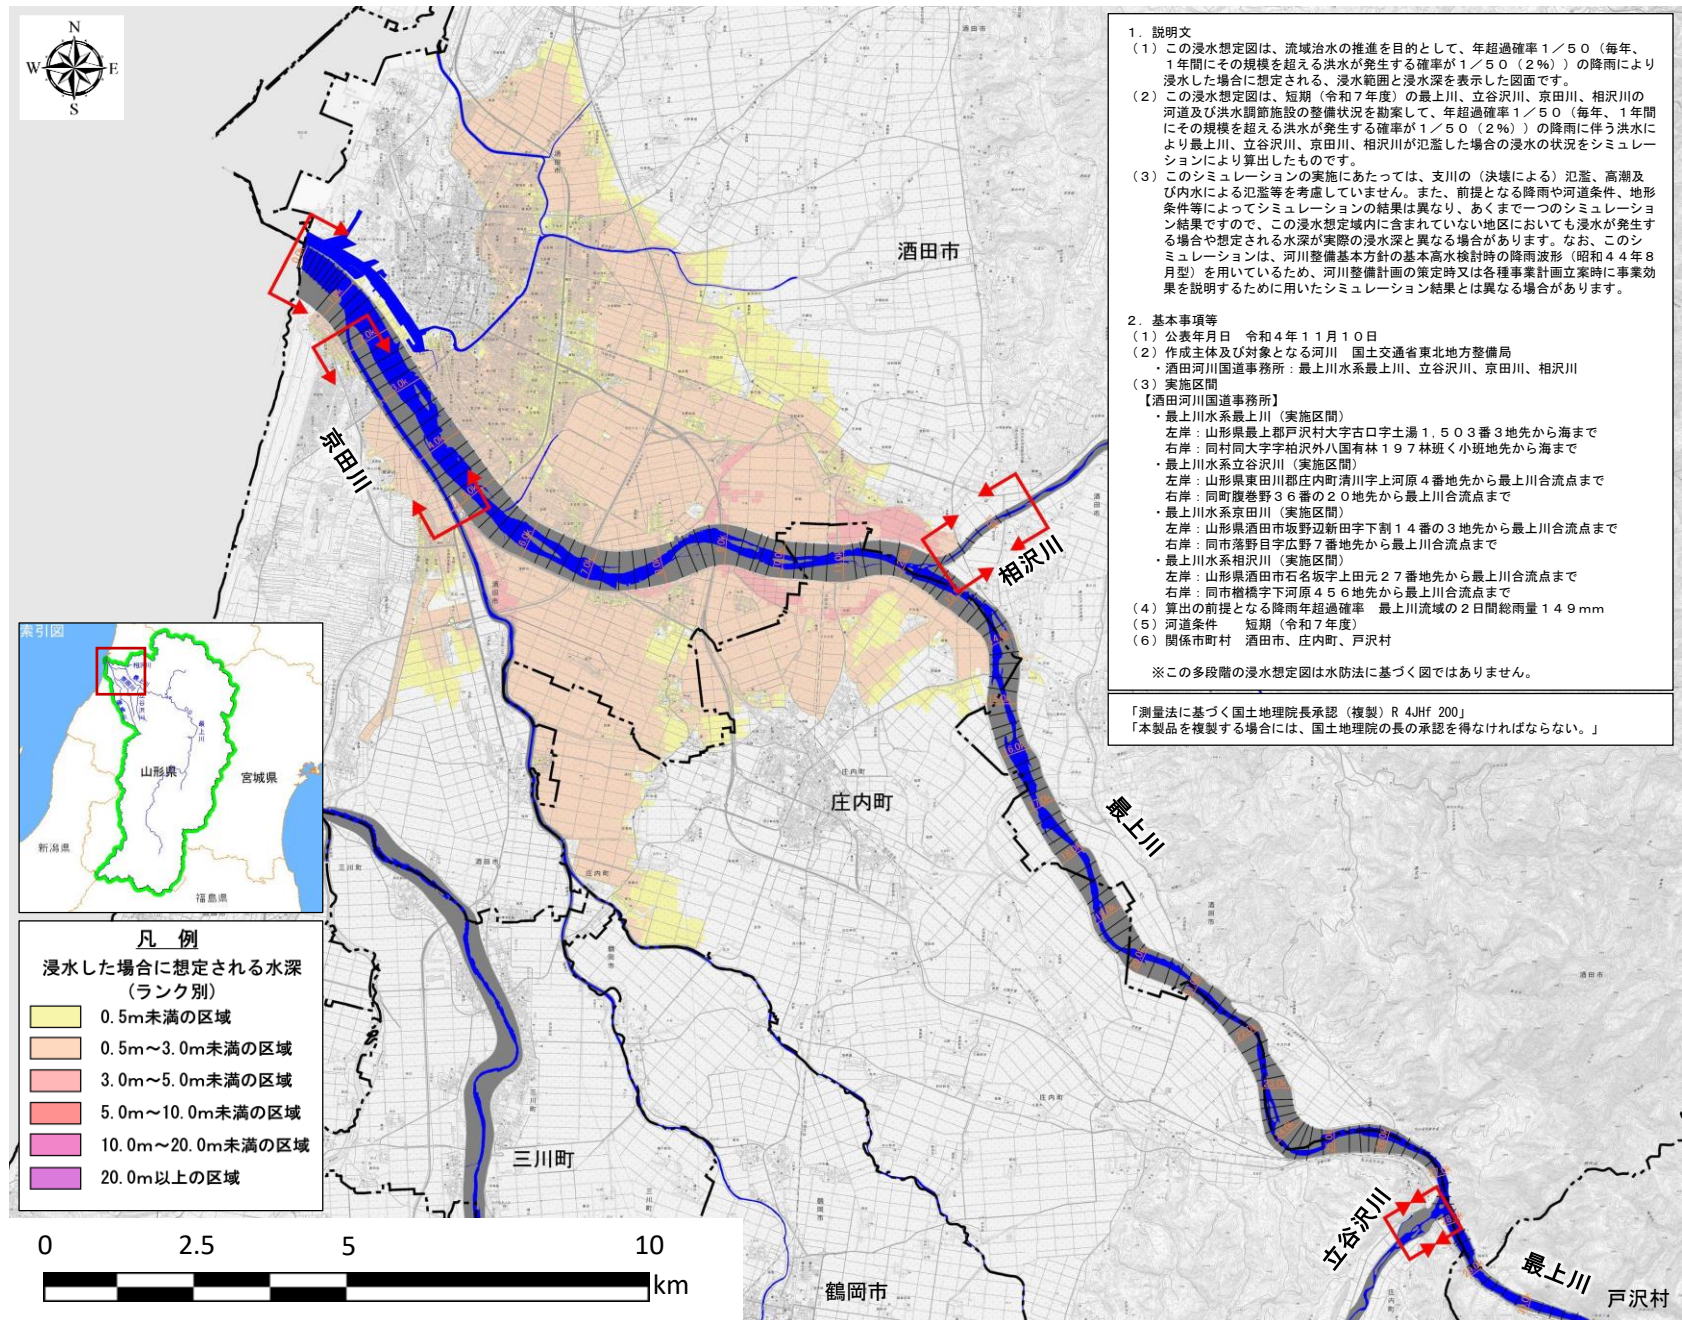 N
W
E
S
1．説明文
（1）この浸水想定図は、流域治水の推進を目的として、年超過確率1／50（毎年、
1年間にその規模を超える洪水が発生する確率が1／50（2％））の降雨により
浸水した場合に想定される、浸水範囲と浸水深を表示した図面です。
（2）この浸水想定図は、短期（令和7年度）の最上川、立谷沢川、京田川、相沢川の
河道及び洪水調節施設の整備状況を勘案して、年超過確率1／50（毎年、1年間
にその規模を超える洪水が発生する確率が1／50（2％））の降雨に伴う洪水に
より最上川、立谷沢川、京田川、相沢川が氾濫した場合の浸水の状況をシミュレー
ションにより算出したものです。
（3）このシミュレーションの実施にあたっては、支川の（決壊による）氾濫、高潮及
び内水による氾濫等を考慮していません。また、前提となる降雨や河道条件、地形
条件等によってシミュレーションの結果は異なり、あくまで一つのシミュレーショ
ン結果ですので、この浸水想定域内に含まれていない地区においても浸水が発生す
る場合や想定される水深が実際の浸水深と異なる場合があります。なお、このシ
ミュレーションは、河川整備基本方針の基本高水検討時の降雨波形（昭和44年8
月型）を用いているため、河川整備計画の策定時又は各種事業計画立案時に事業効
果を説明するために用いたシミュレーション結果とは異なる場合があります。
2．基本事項等
（1）公表年月日　令和4年11月10日
（2）作成主体及び対象となる河川　国土交通省東北地方整備局
・酒田河川国道事務所：最上川水系最上川、立谷沢川、京田川、相沢川
（3）実施区間
【酒田河川国道事務所】
・最上川水系最上川（実施区間）
左岸：山形県最上郡戸沢村大字古口字土湯1,503番3地先から海まで
右岸：同村同大字字柏沢外八国有林197林班く小班地先から海まで
・最上川水系立谷沢川（実施区間）
左岸：山形県東田川郡庄内町清川字上河原4番地先から最上川合流点まで
右岸：同町腹巻野36番の20地先から最上川合流点まで
・最上川水系京田川（実施区間）
左岸：山形県酒田市坂野辺新田字下割14番の3地先から最上川合流点まで
右岸：同市落野目字広野7番地先から最上川合流点まで
・最上川水系相沢川（実施区間）
左岸：山形県酒田市石名坂字上田元27番地先から最上川合流点まで
右岸：同市楢橋字下河原456地先から最上川合流点まで
（4）算出の前提となる降雨年超過確率　最上川流域の2日間総雨量149mm
（5）河道条件　　短期（令和7年度）
（6）関係市町村　酒田市、庄内町、戸沢村
※この多段階の浸水想定図は水防法に基づく図ではありません。
「測量法に基づく国土地理院長承認（複製）R 4JHf 200」
「本製品を複製する場合には、国土地理院の長の承認を得なければならない。」
酒田市
京田川
相沢川
庄内町
最上川
三川町
鶴岡市
立谷沢川
最上川
戸沢村
索引図
山形県
宮城県
新潟県
福島県
最上川
凡　例
浸水した場合に想定される水深
（ランク別）
0.5m未満の区域
0.5m～3.0m未満の区域
3.0m～5.0m未満の区域
5.0m～10.0m未満の区域
10.0m～20.0m未満の区域
20.0m以上の区域
0
2.5
5
10
km